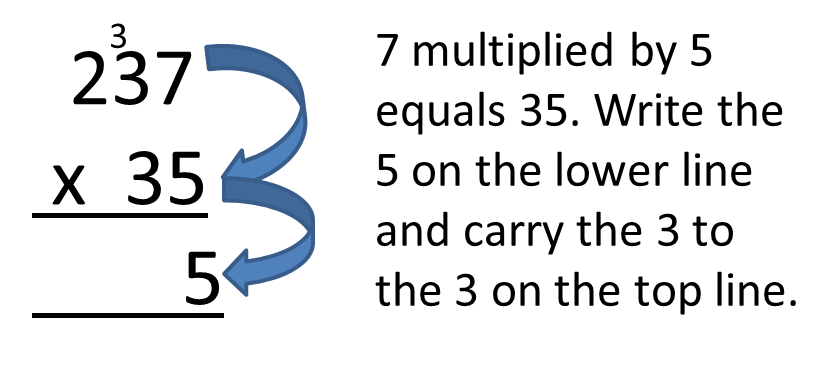 3
237
x 35
5
7 multiplied by 5
equals 35. Write the
5 on the lower line
and carry the 3 to
the 3 on the top line.